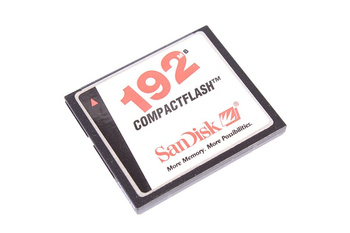 192MB
COMPACTFLASH™
SanDisk
More Memory. More Possibilities.